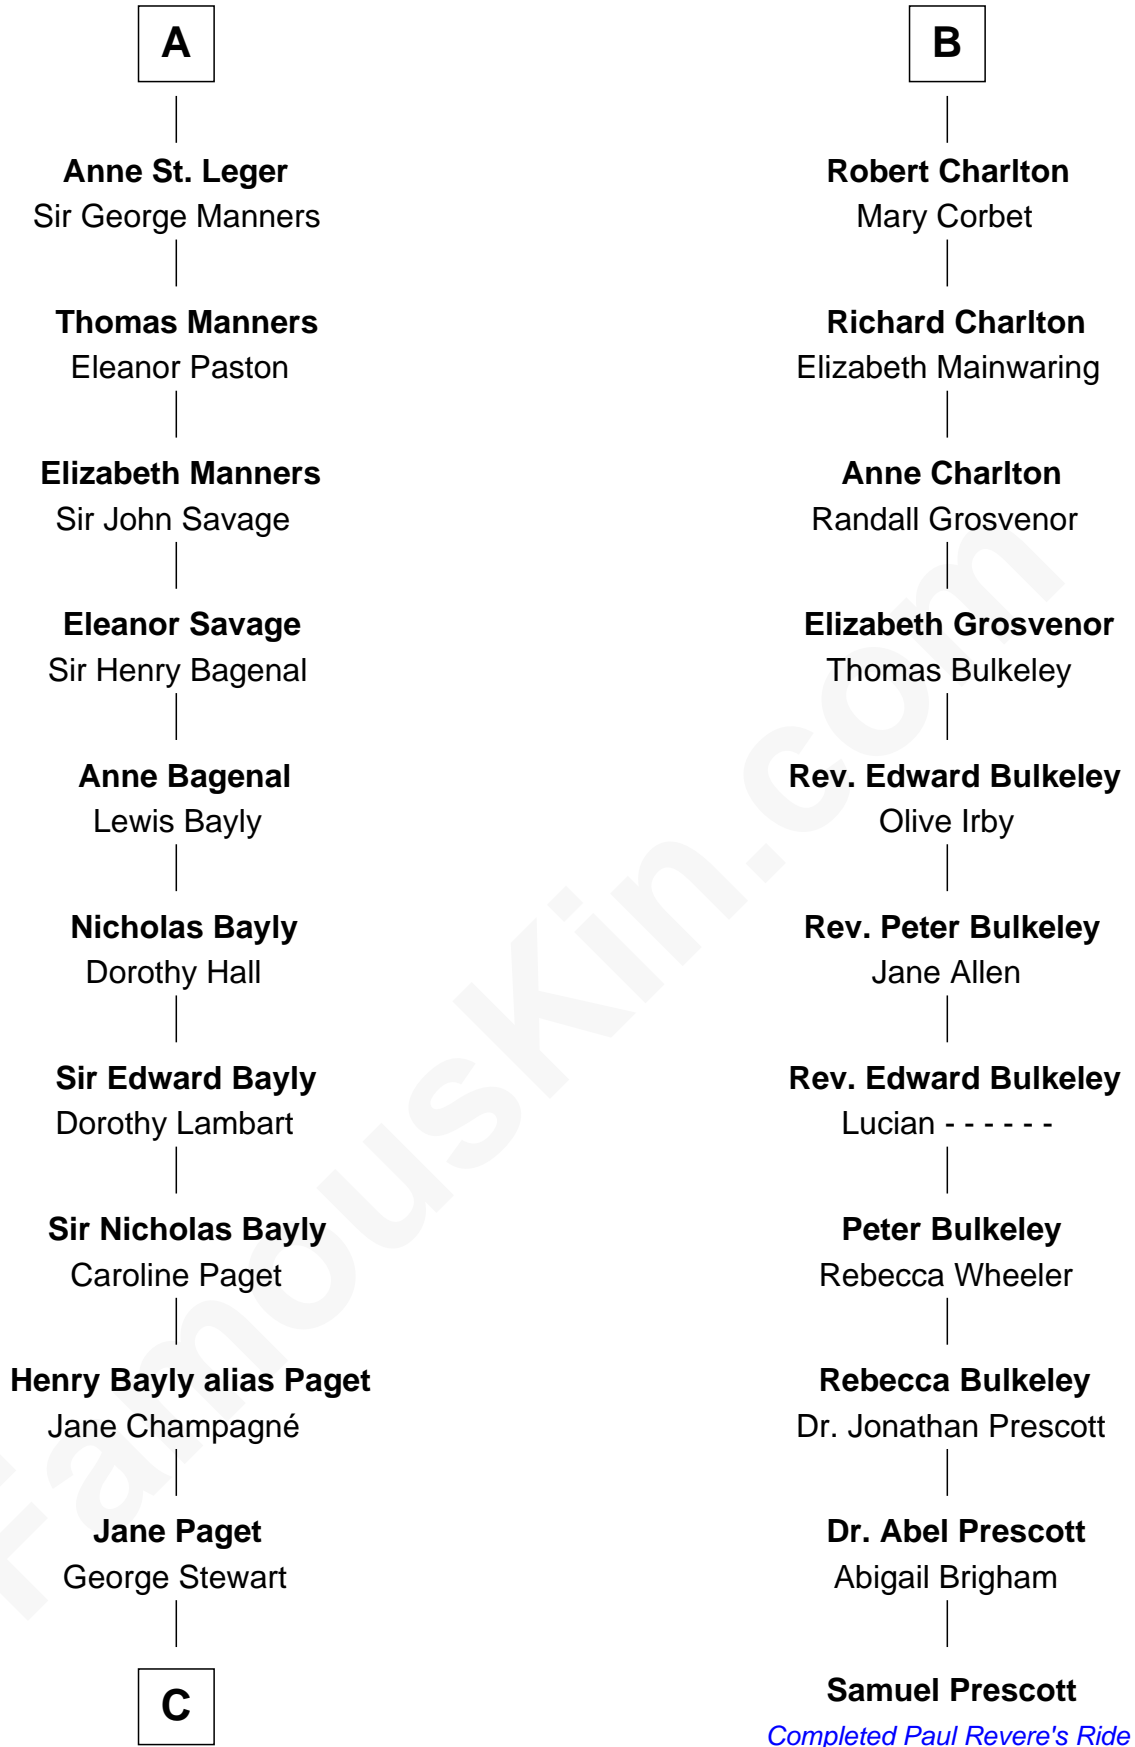 A
Anne St. Leger
Sir George Manners
Thomas Manners
Eleanor Paston
Elizabeth Manners
Sir John Savage
Eleanor Savage
Sir Henry Bagenal
Anne Bagenal
Lewis Bayly
Nicholas Bayly
Dorothy Hall
Sir Edward Bayly
Dorothy Lambart
Sir Nicholas Bayly
Caroline Paget
Henry Bayly alias Paget
Jane Champagné
Jane Paget
George Stewart
C
B
Robert Charlton
Mary Corbet
Richard Charlton
Elizabeth Mainwaring
Anne Charlton
Randall Grosvenor
Elizabeth Grosvenor
Thomas Bulkeley
Rev. Edward Bulkeley
Olive Irby
Rev. Peter Bulkeley
Jane Allen
Rev. Edward Bulkeley
Lucian - - - - - -
Peter Bulkeley
Rebecca Wheeler
Rebecca Bulkeley
Dr. Jonathan Prescott
Dr. Abel Prescott
Abigail Brigham
Samuel Prescott
Completed Paul Revere's Ride
FamousKin.com